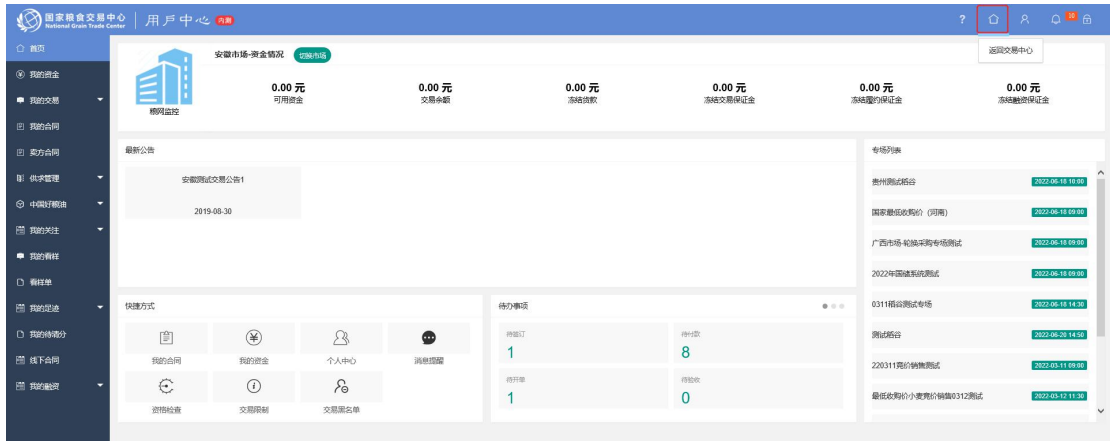 国家粮食交易中心
National Grain Trade Center
用戶中心 内测
?
10
返回交易中心
首页
我的资金
我的交易
我的合同
卖方合同
供求管理
中国好粮油
我的关注
我的看样
看样单
我的足迹
我的待清分
线下合同
我的融资
粮网监控
安徽市场-资金情况 切换市场
0.00 元 0.00 元 0.00 元 0.00 元 0.00 元 0.00 元
可用资金 交易余额 冻结货款 冻结交易保证金 冻结履约保证金 冻结融资保证金
最新公告
安徽测试交易公告1
2019-08-30
专场列表
贵州测试稻谷 2022-06-18 10:00
国家最低收购价（河南） 2022-06-18 09:00
广西市场-轮换采购专场测试 2022-06-18 09:00
2022年国储系统测试 2022-06-18 09:00
0311稻谷测试专场 2022-06-18 14:30
测试稻谷 2022-06-20 14:50
220311竞价销售测试 2022-03-11 09:00
最低收购价小麦竞价销售0312测试 2022-03-12 11:30
快捷方式
我的合同 我的资金 个人中心 消息提醒
资格检查 交易限制 交易黑名单
待办事项
待签订 待付款
1 8
待开单 待验收
1 0